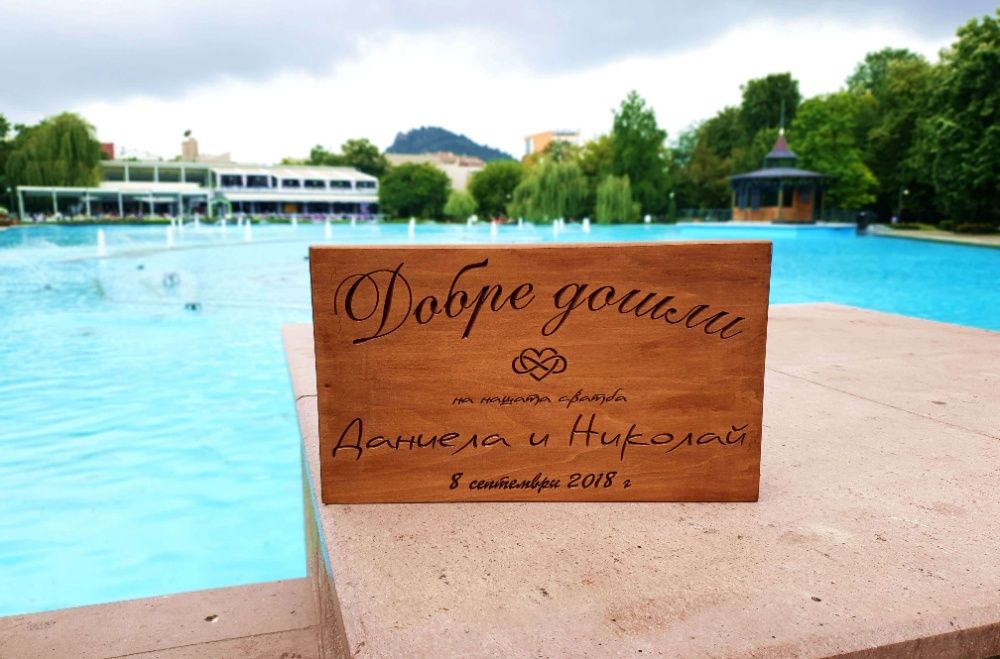 Добре дошли
на нашата сватба
Даниела и Николай
8 септември 2018 г